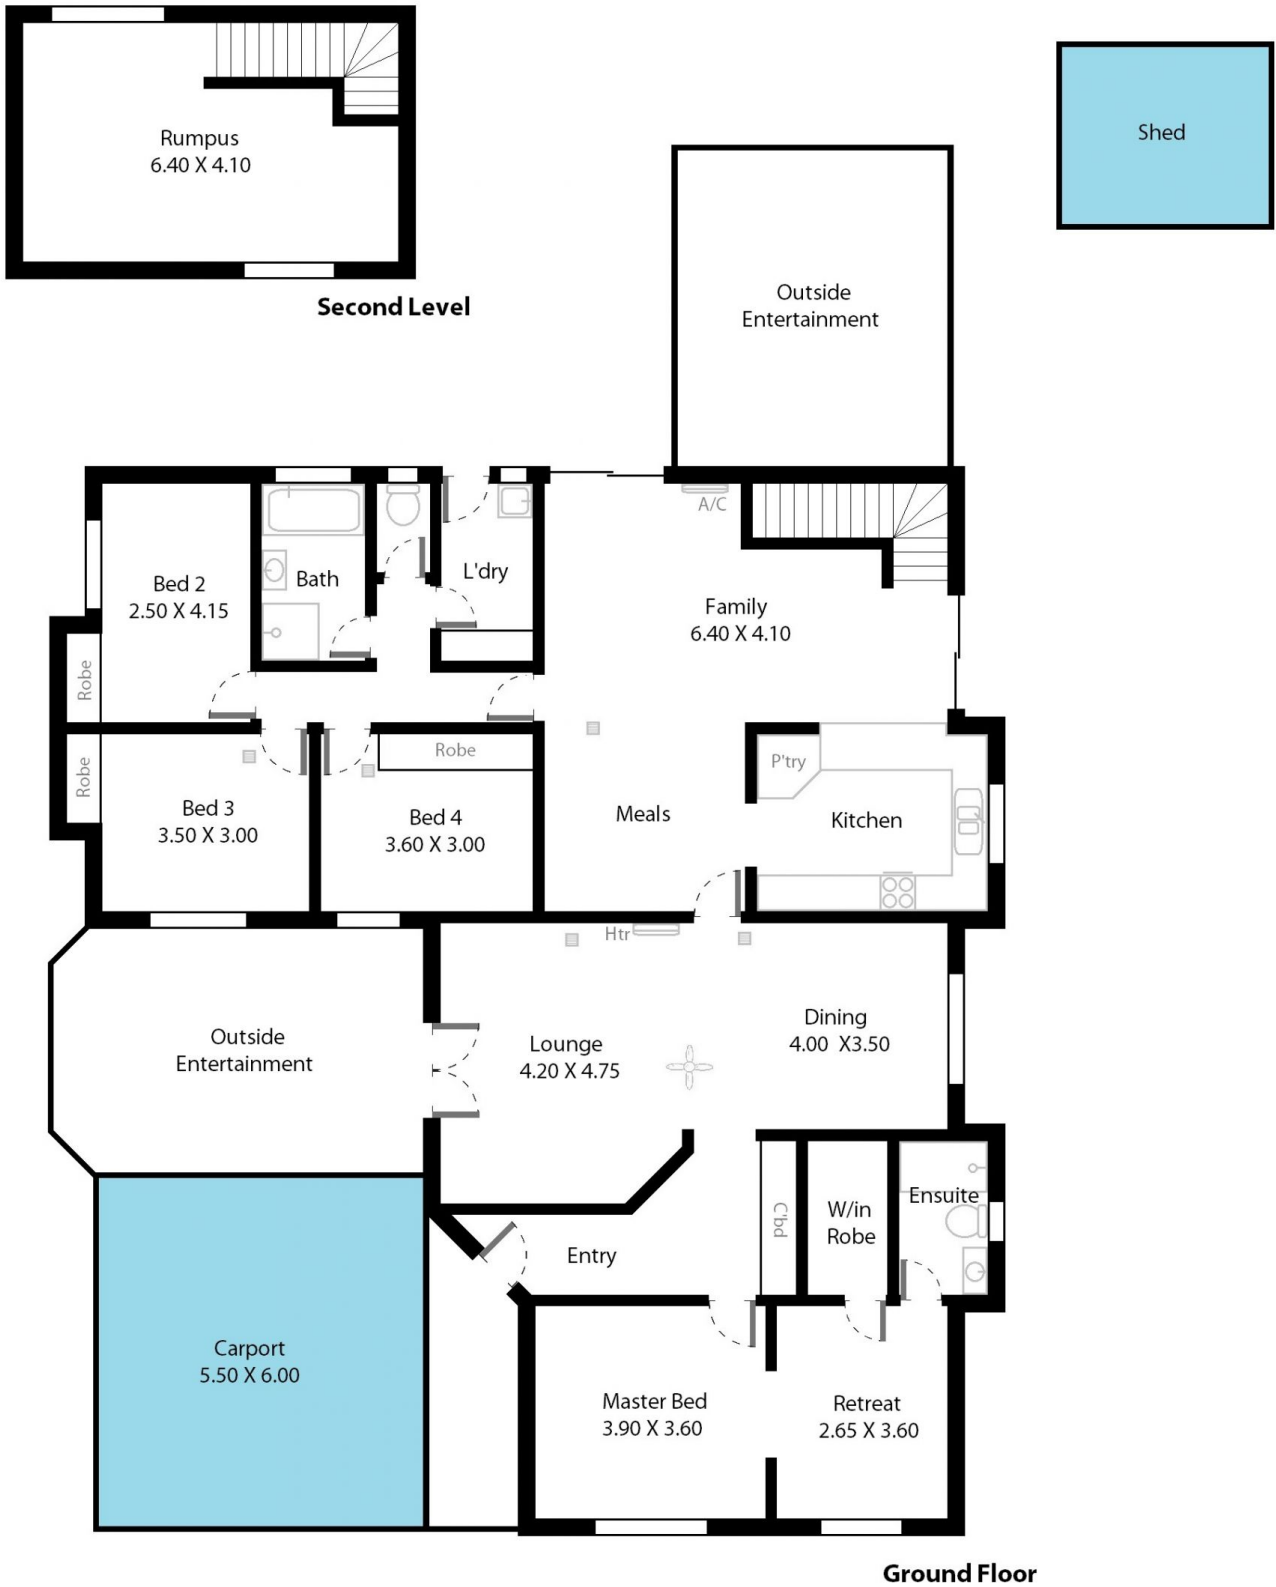 Rumpus
6.40 X 4.10
Second Level
Shed
Outside
Entertainment
A/C
Bed 2
2.50 X 4.15
Bath
L'dry
Family
6.40 X 4.10
Robe
Robe
Robe
P'try
Bed 3
3.50 X 3.00
Bed 4
3.60 X 3.00
Meals
Kitchen
Htr
Outside
Entertainment
Lounge
4.20 X 4.75
Dining
4.00 X3.50
C'bd
W/in
Robe
Ensuite
Entry
Carport
5.50 X 6.00
Master Bed
3.90 X 3.60
Retreat
2.65 X 3.60
Ground Floor